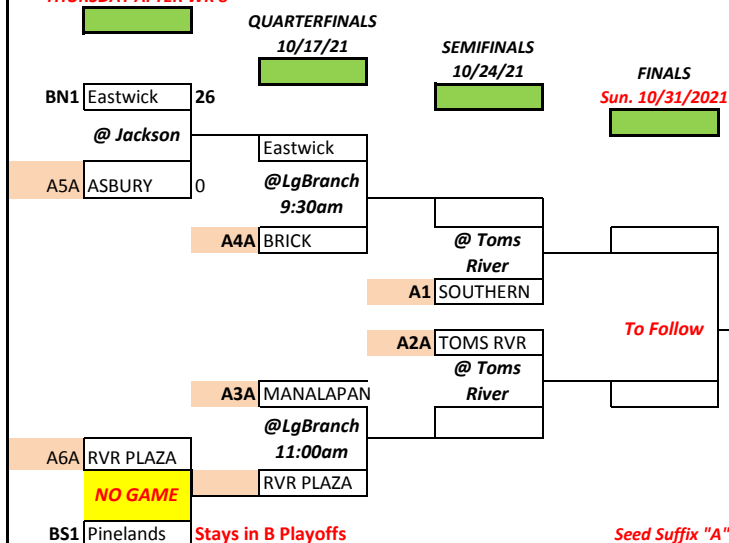 THURSDAY AFTER WK 8
QUARTERFINALS
10/17/21
SEMIFINALS
10/24/21
FINALS
Sun. 10/31/2021
BN1 Eastwick 26
@ Jackson
Eastwick
A5A ASBURY 0
@LgBranch
9:30am
A4A BRICK
@ Toms
River
A1 SOUTHERN
To Follow
A2A TOMS RVR
@ Toms
River
A3A MANALAPAN
@LgBranch
11:00am
A6A RVR PLAZA
RVR PLAZA
NO GAME
BS1 Pinelands Stays in B Playoffs
Seed Suffix "A"